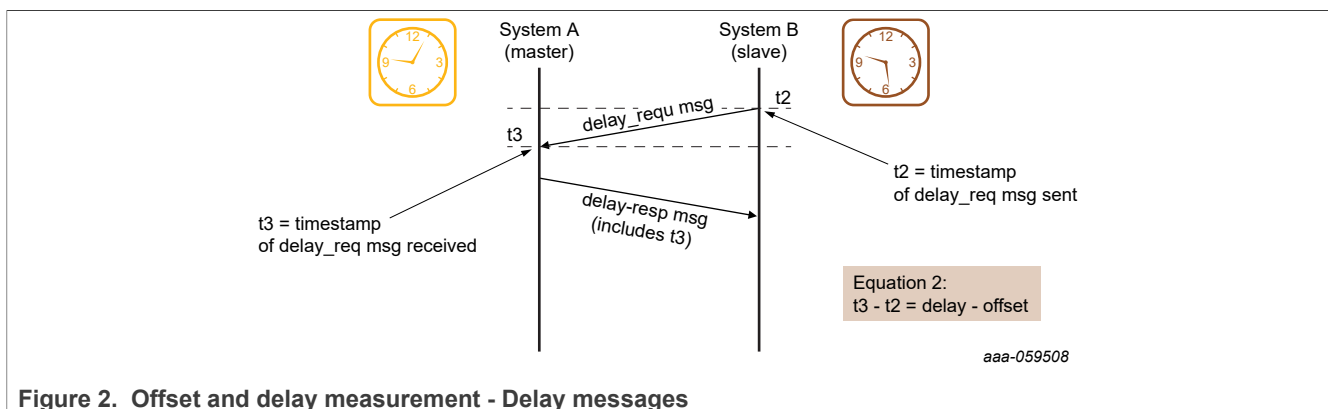 System A
(master)
System B
(slave)
12
9
3
6
12
9
3
6
t2
delay_requ msg
t3
t2 = timestamp
of delay_req msg sent
delay-resp msg
(includes t3)
t3 = timestamp
of delay_req msg received
Equation 2:
t3 - t2 = delay - offset
aaa-059508
Figure 2. Offset and delay measurement - Delay messages